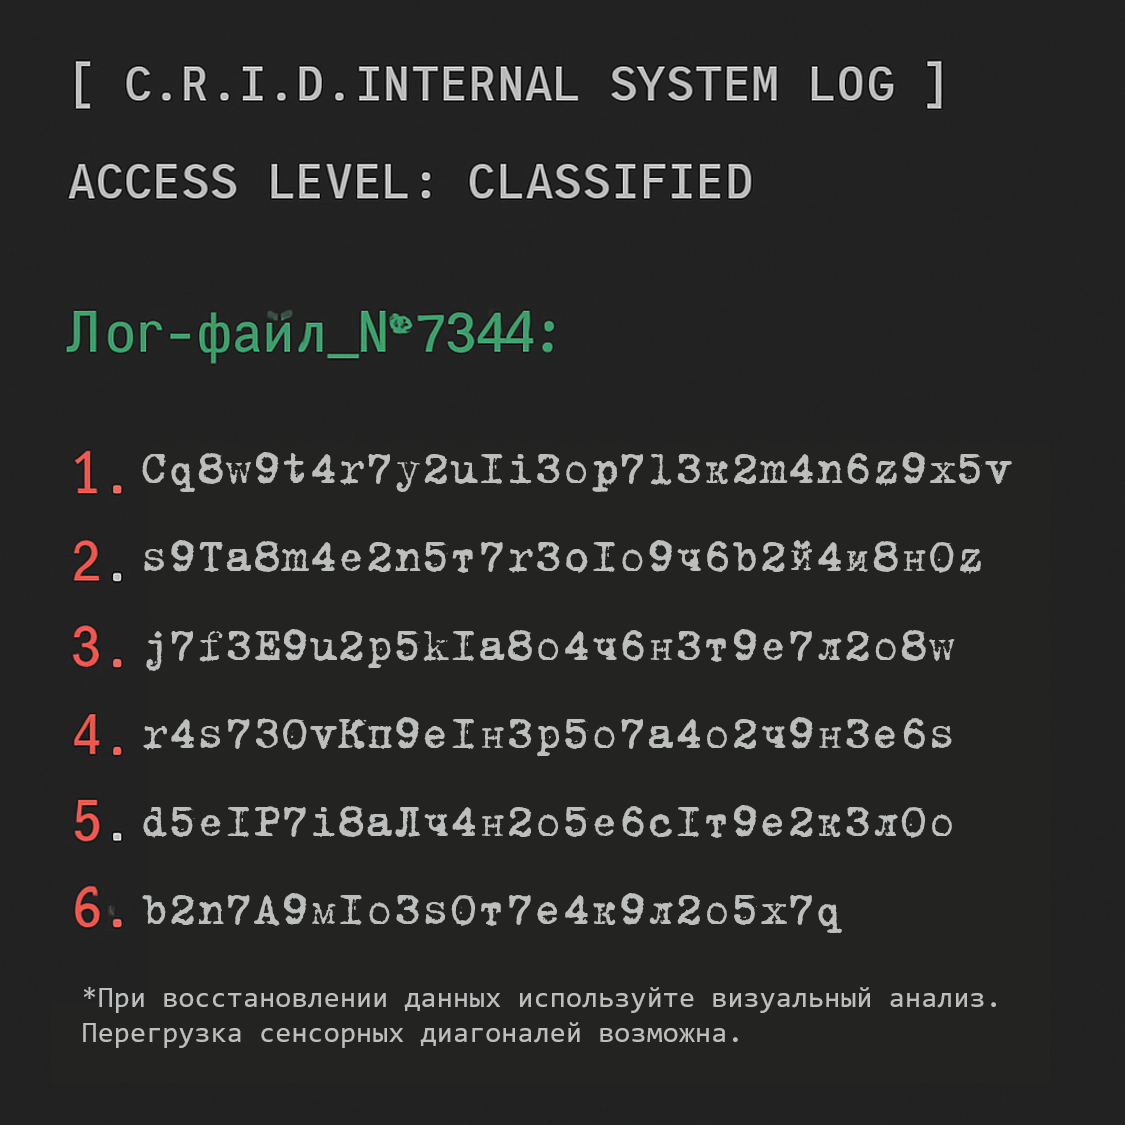 [ C.R.I.D.INTERNAL SYSTEM LOG ]
ACCESS LEVEL: CLASSIFIED
Лог-файл_№7344:
1. Cq8w9t4r7y2uIi3op7l3к2m4n6z9x5v
2. s9Ta8m4e2n5т7r3oIo9ч6b2й4и8н0z
3. j7f3E9u2p5kIa8o4ч6н3т9e7л2o8w
4. r4s730vKп9eIн3p5o7a4o2ч9н3e6s
5. d5eIP7i8aЛч4н2o5e6cIт9e2к3л0o
6. b2n7A9мIo3s0т7e4к9л2o5x7q
*При восстановлении данных используйте визуальный анализ.
Перегрузка сенсорных диагоналей возможна.